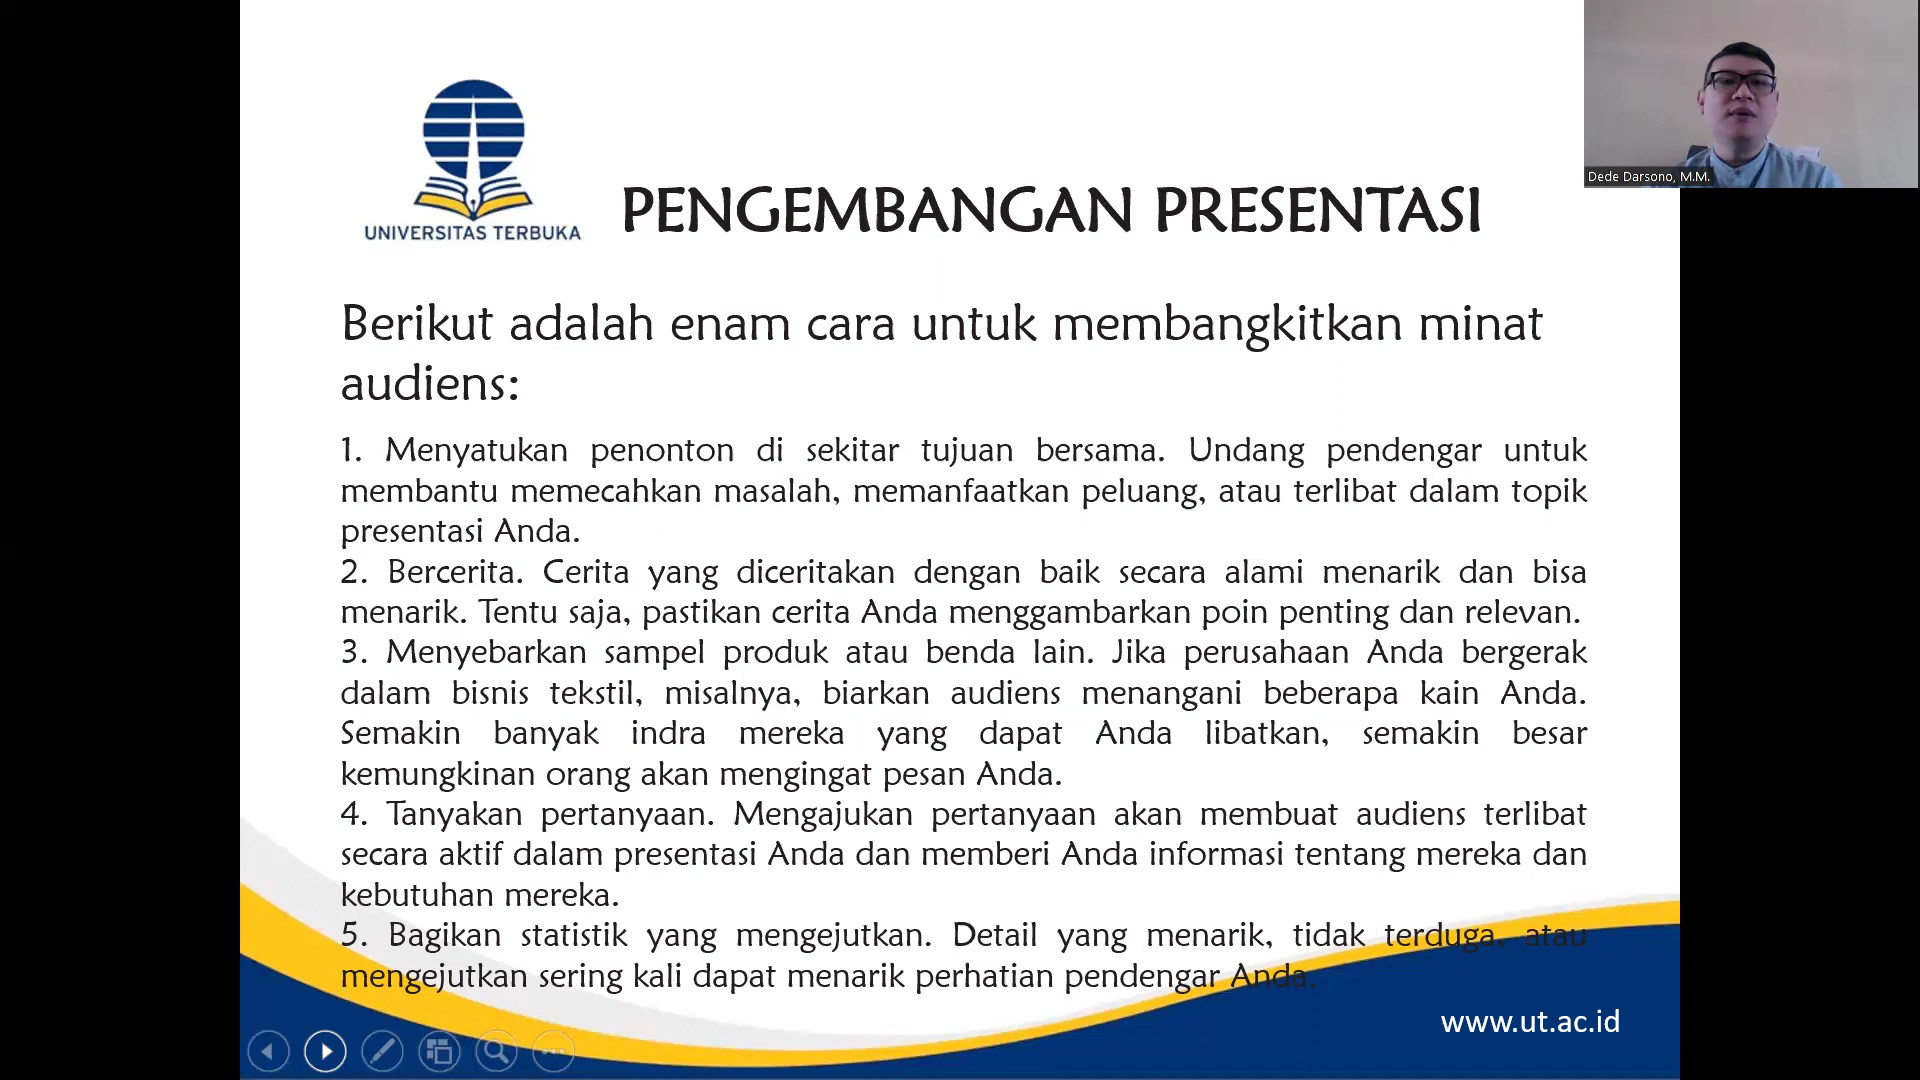 UNIVERSITAS TERBUKA
PENGEMBANGAN PRESENTASI
Dede Darsono, M.M.
Berikut adalah enam cara untuk membangkitkan minat
audiens:
1. Menyatukan penonton di sekitar tujuan bersama. Undang pendengar untuk
membantu memecahkan masalah, memanfaatkan peluang, atau terlibat dalam topik
presentasi Anda.
2. Bercerita. Cerita yang diceritakan dengan baik secara alami menarik dan bisa
menarik. Tentu saja, pastikan cerita Anda menggambarkan poin penting dan relevan.
3. Menyebarkan sampel produk atau benda lain. Jika perusahaan Anda bergerak
dalam bisnis tekstil, misalnya, biarkan audiens menangani beberapa kain Anda.
Semakin banyak indra mereka yang dapat Anda libatkan, semakin besar
kemungkinan orang akan mengingat pesan Anda.
4. Tanyakan pertanyaan. Mengajukan pertanyaan akan membuat audiens terlibat
secara aktif dalam presentasi Anda dan memberi Anda informasi tentang mereka dan
kebutuhan mereka.
5. Bagikan statistik yang mengejutkan. Detail yang menarik, tidak terduga, atau
mengejutkan sering kali dapat menarik perhatian pendengar Anda.
www.ut.ac.id